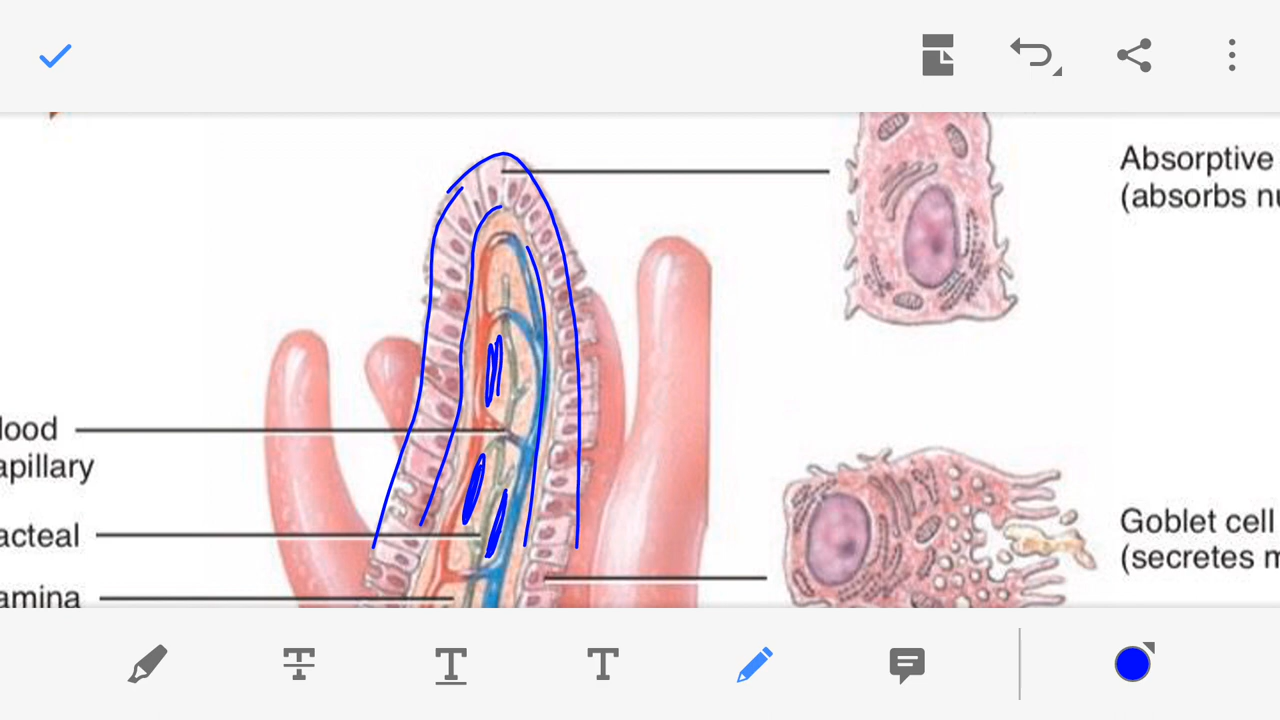 Absorptive
(absorbs nu
lood
apillary
acteal
Goblet cell
(secretes m
amina